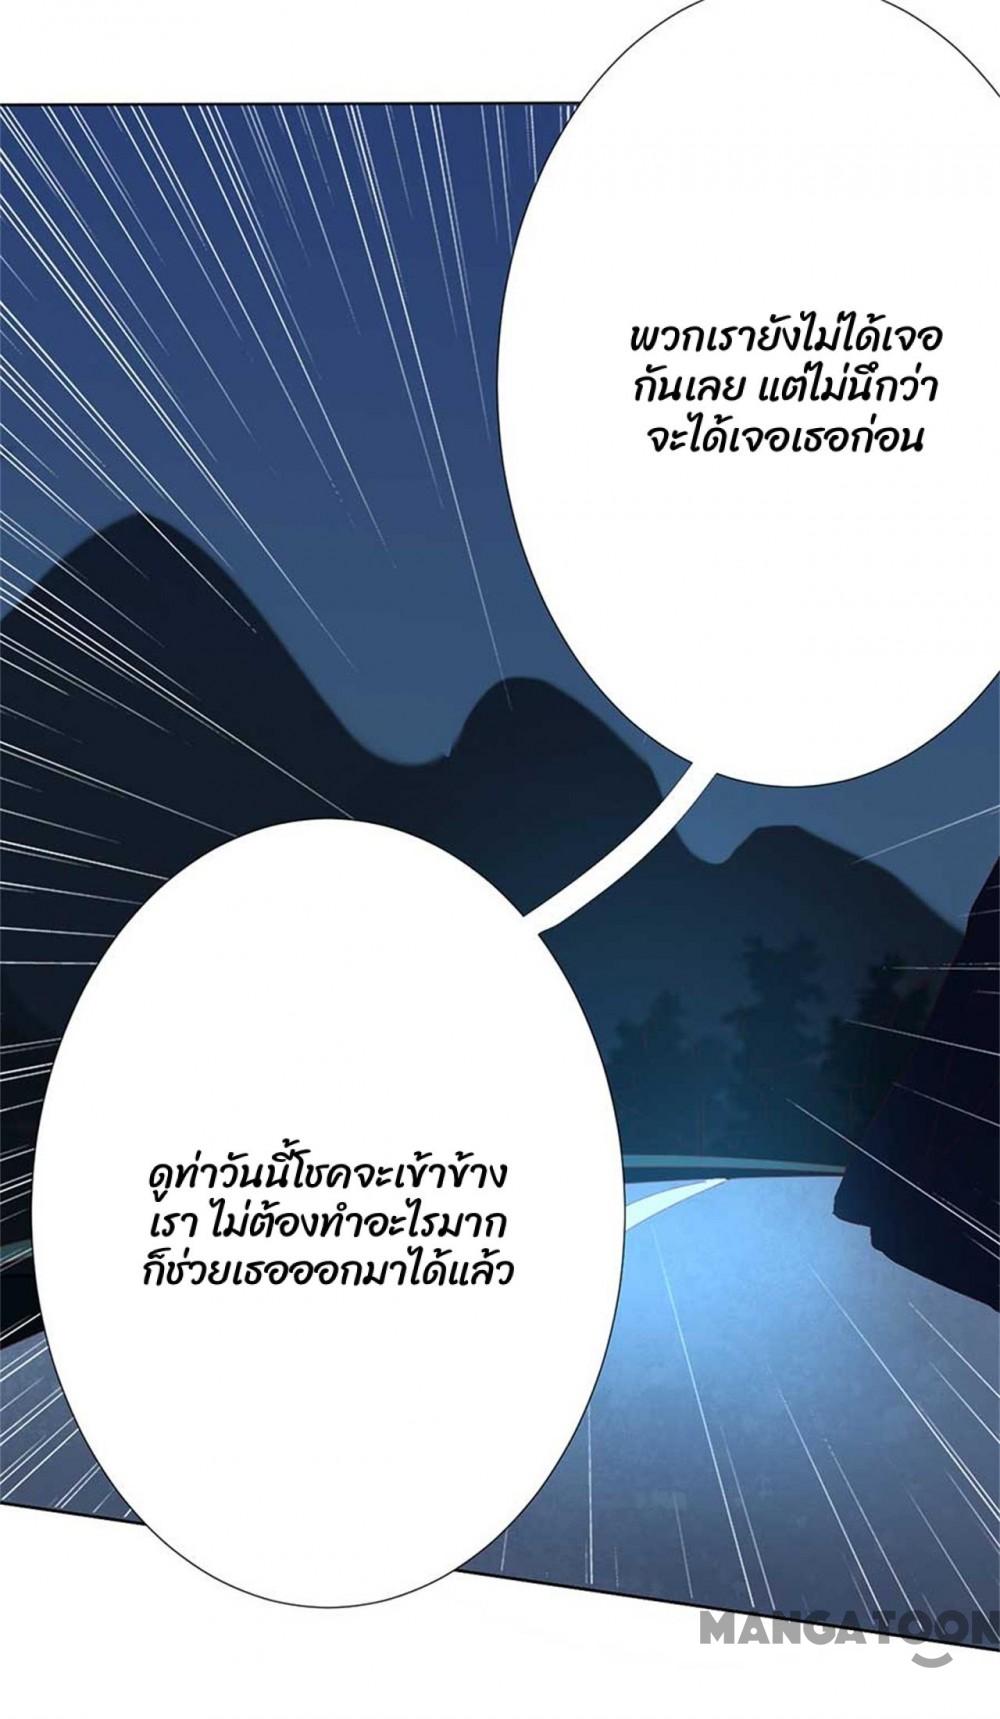 พวกเรายังไม่ได้เจอ
กันเลย แต่ไม่นึกว่า
จะได้เจอเธอก่อน
ดูท่าวันนี้โชคจะเข้าข้าง
เรา ไม่ต้องทำอะไรมาก
ก็ช่วยเธอออกมาได้แล้ว
MANGATOON